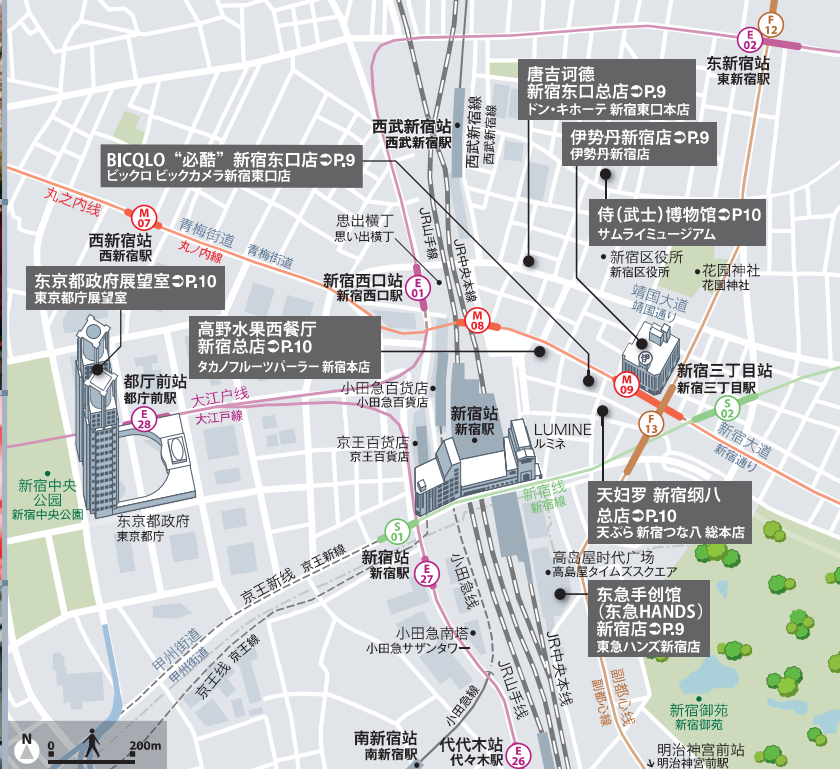 F
12
E
02
东新宿站
東新宿駅
唐吉诃德
新宿东口总店➲P.9
ドン・キホーテ 新宿東口本店
西武新宿線
西武新宿線
西武新宿站
西武新宿駅
伊势丹新宿店➲P.9
伊勢丹新宿店
BICQLO“必酷”新宿东口店➲P.9
ビックロ ビックカメラ新宿東口店
丸之内线
M
07
西新宿站
西新宿駅
青梅街道
青梅街道
丸ノ内線
思出横丁
思い出横丁
JR山手線
JR中央本線
侍(武士)博物馆➲P10
サムライミュージアム
新宿区役所
新宿区役所
花园神社
花園神社
靖国大道
靖国通り
东京都政府展望室➲P.10
東京都庁展望室
新宿西口站
新宿西口駅
E
01
M
08
高野水果西餐厅
新宿总店➲P.10
タカノフルーツパーラー 新宿本店
都厅前站
都庁前駅
E
28
大江户线
大江戸線
小田急百货店
小田急百貨店
新宿站
新宿駅
LUMINE
ルミネ
京王百货店
京王百貨店
M
09
新宿三丁目站
新宿三丁目駅
S
02
F
13
新宿大道
新宿通り
新宿中央
公园
新宿中央公園
东京都政府
東京都庁
新宿线
新宿線
天妇罗 新宿纲八
总店➲P.10
天ぷら 新宿つな八 総本店
S
01
新宿站
新宿駅
E
27
京王新线
京王新線
小田急线
高岛屋时代广场
高島屋タイムズスクエア
东急手创馆
(东急HANDS)
新宿店➲P.9
東急ハンズ新宿店
甲州街道
甲州街道
京王线
京王線
小田急南塔
小田急サザンタワー
JR山手线
JR中央本线
小田急線
副都心线
副都心線
新宿御苑
新宿御苑
N
0
200m
南新宿站
南新宿駅
代代木站
代々木駅
E
26
明治神宫前站
明治神宮前駅